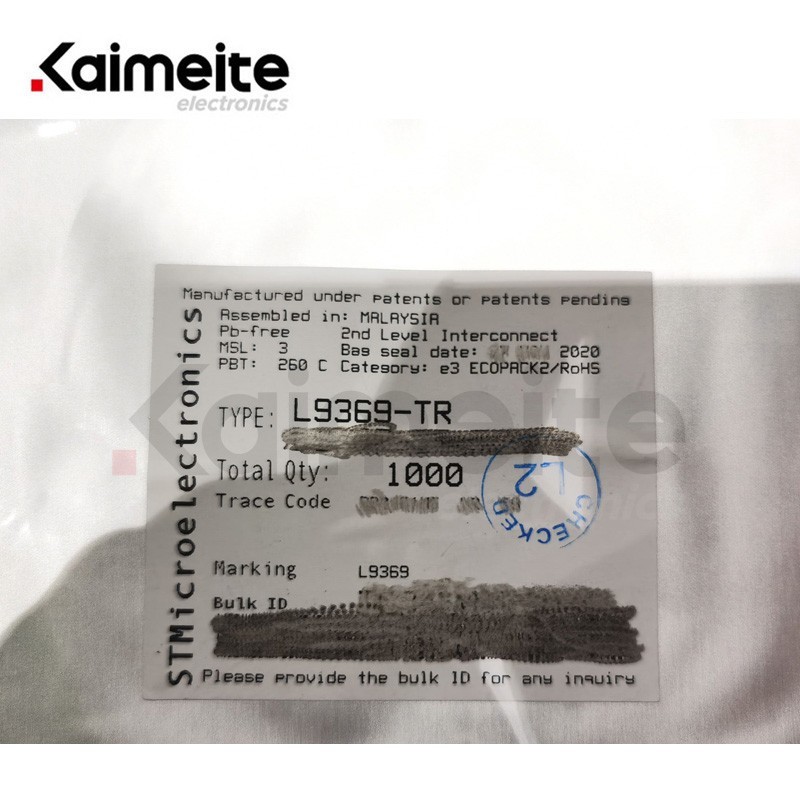 Kaimeite
electronics
Manufactured under patents or patents pending
Assembled in: MALAYSIA
Pb-free 2nd Level Interconnect
MSL: 3 Bag seal date: 2020
PBT: 260 C Category: e3 ECOPACK2/RoHS
TYPE: L9369-TR
Total Qty: 1000
Trace Code
Marking L9369
Bulk ID
Please provide the bulk ID for any inquiry
STMicroelectronics
CHECKED
L2
Kaimeite
electronics